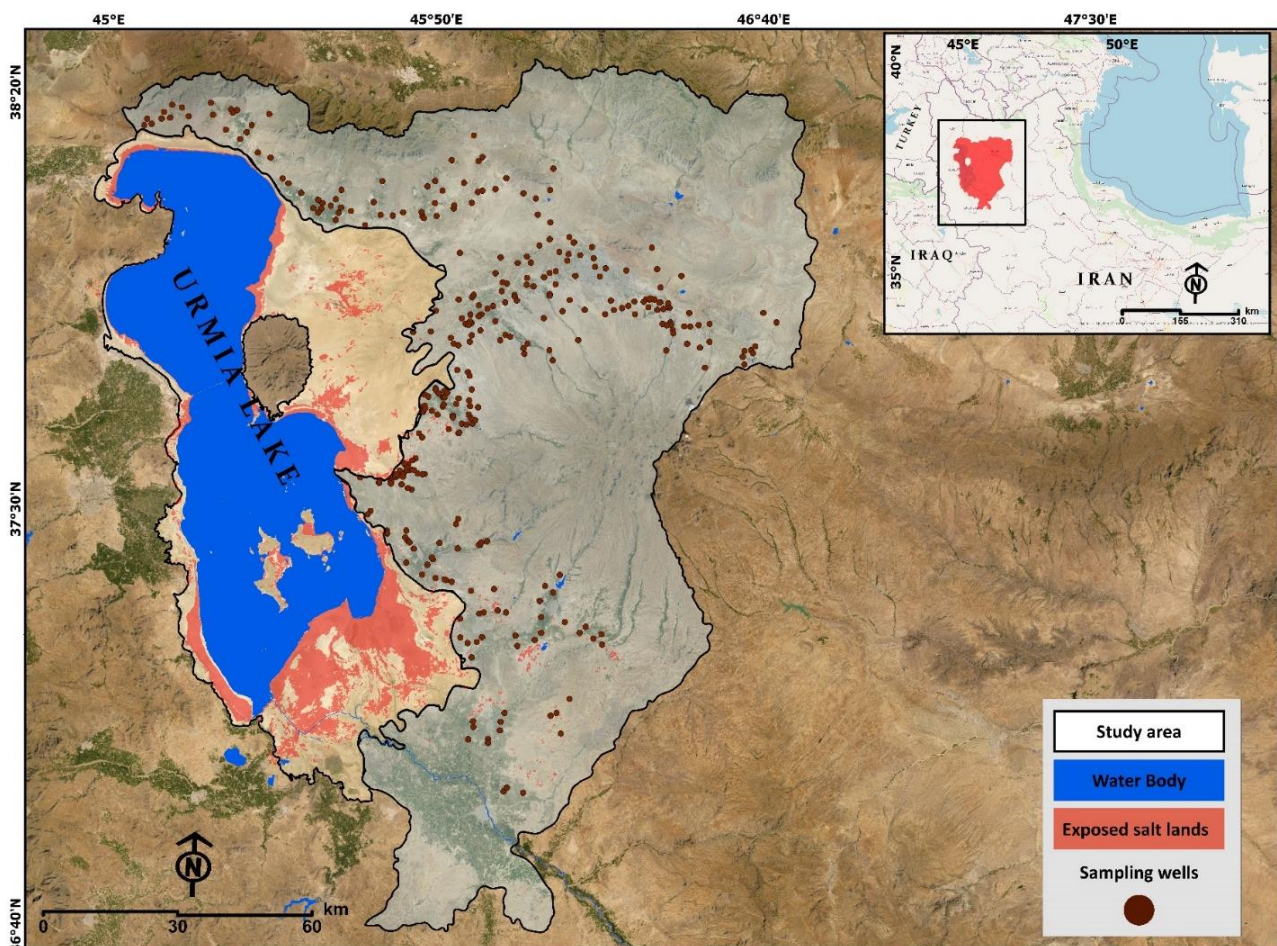 45°E
45°50'E
46°40'E
47°30'E
38°20'N
37°30'N
36°40'N
URMIA LAKE
45°E
50°E
40°N
35°N
TURKEY
IRAQ
IRAN
N
0 155 310 km
Study area
Water Body
Exposed salt lands
Sampling wells
N
0 30 60 km